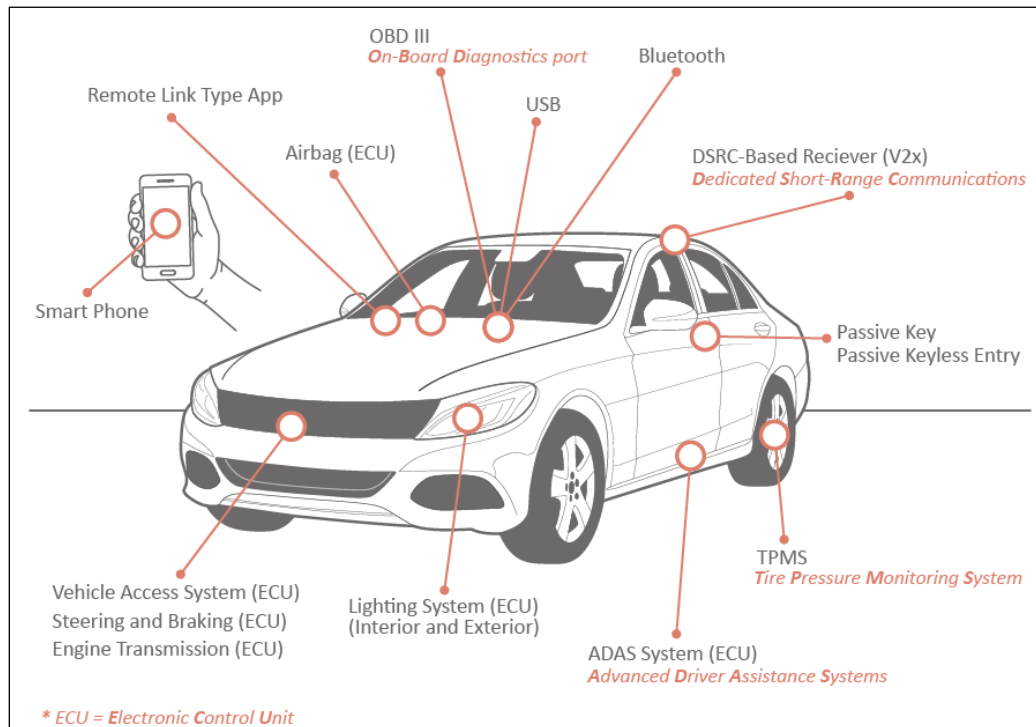 OBD III
On-Board Diagnostics port
Bluetooth
Remote Link Type App
USB
Airbag (ECU)
DSRC-Based Reciever (V2x)
Dedicated Short-Range Communications
Smart Phone
Passive Key
Passive Keyless Entry
TPMS
Tire Pressure Monitoring System
Vehicle Access System (ECU)
Steering and Braking (ECU)
Engine Transmission (ECU)
Lighting System (ECU)
(Interior and Exterior)
ADAS System (ECU)
Advanced Driver Assistance Systems
* ECU = Electronic Control Unit